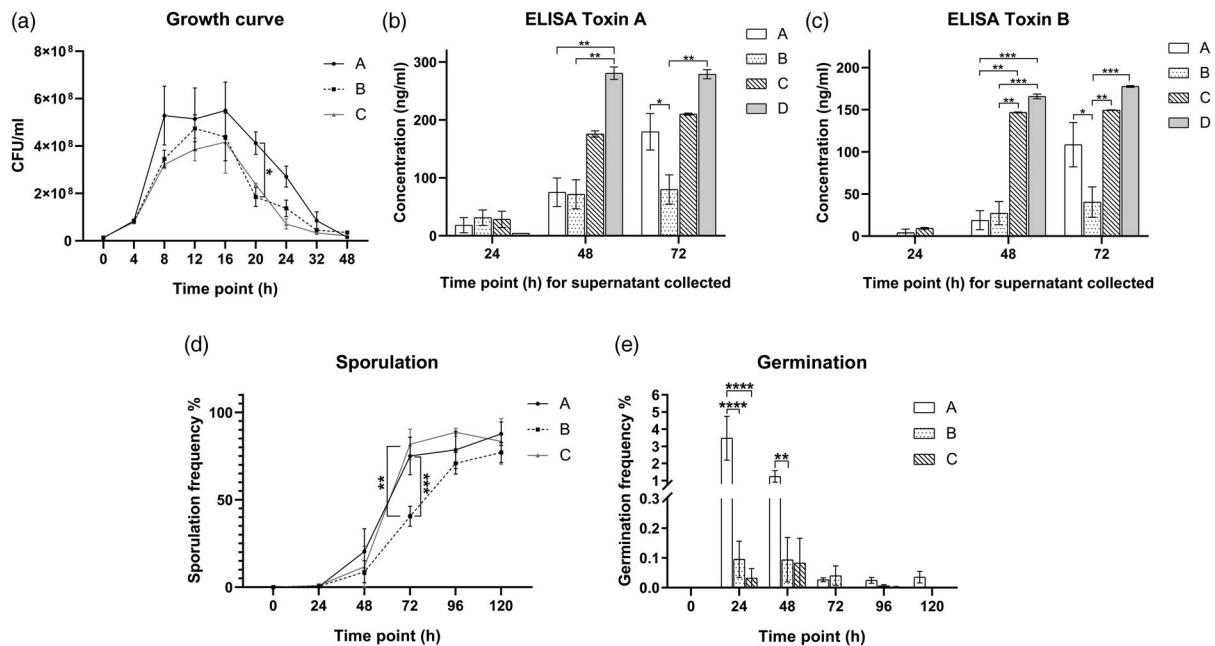 (a)
Growth curve
8×10⁸
6×10⁸
4×10⁸
2×10⁸
0
CFU/ml
A
B
C
*
0 4 8 12 16 20 24 32 48
Time point (h)
(b)
ELISA Toxin A
300
200
100
0
Concentration (ng/ml)
A
B
C
D
**
**
**
*
24 48 72
Time point (h) for supernatant collected
(c)
ELISA Toxin B
200
150
100
50
0
Concentration (ng/ml)
A
B
C
D
***
**
***
**
***
**
*
24 48 72
Time point (h) for supernatant collected
(d)
Sporulation
100
50
0
Sporulation frequency %
A
B
C
**
***
0 24 48 72 96 120
Time point (h)
(e)
Germination
6
5
4
3
2
1
0.3
0.2
0.1
0.0
Germination frequency %
A
B
C
****
****
**
0 24 48 72 96 120
Time point (h)